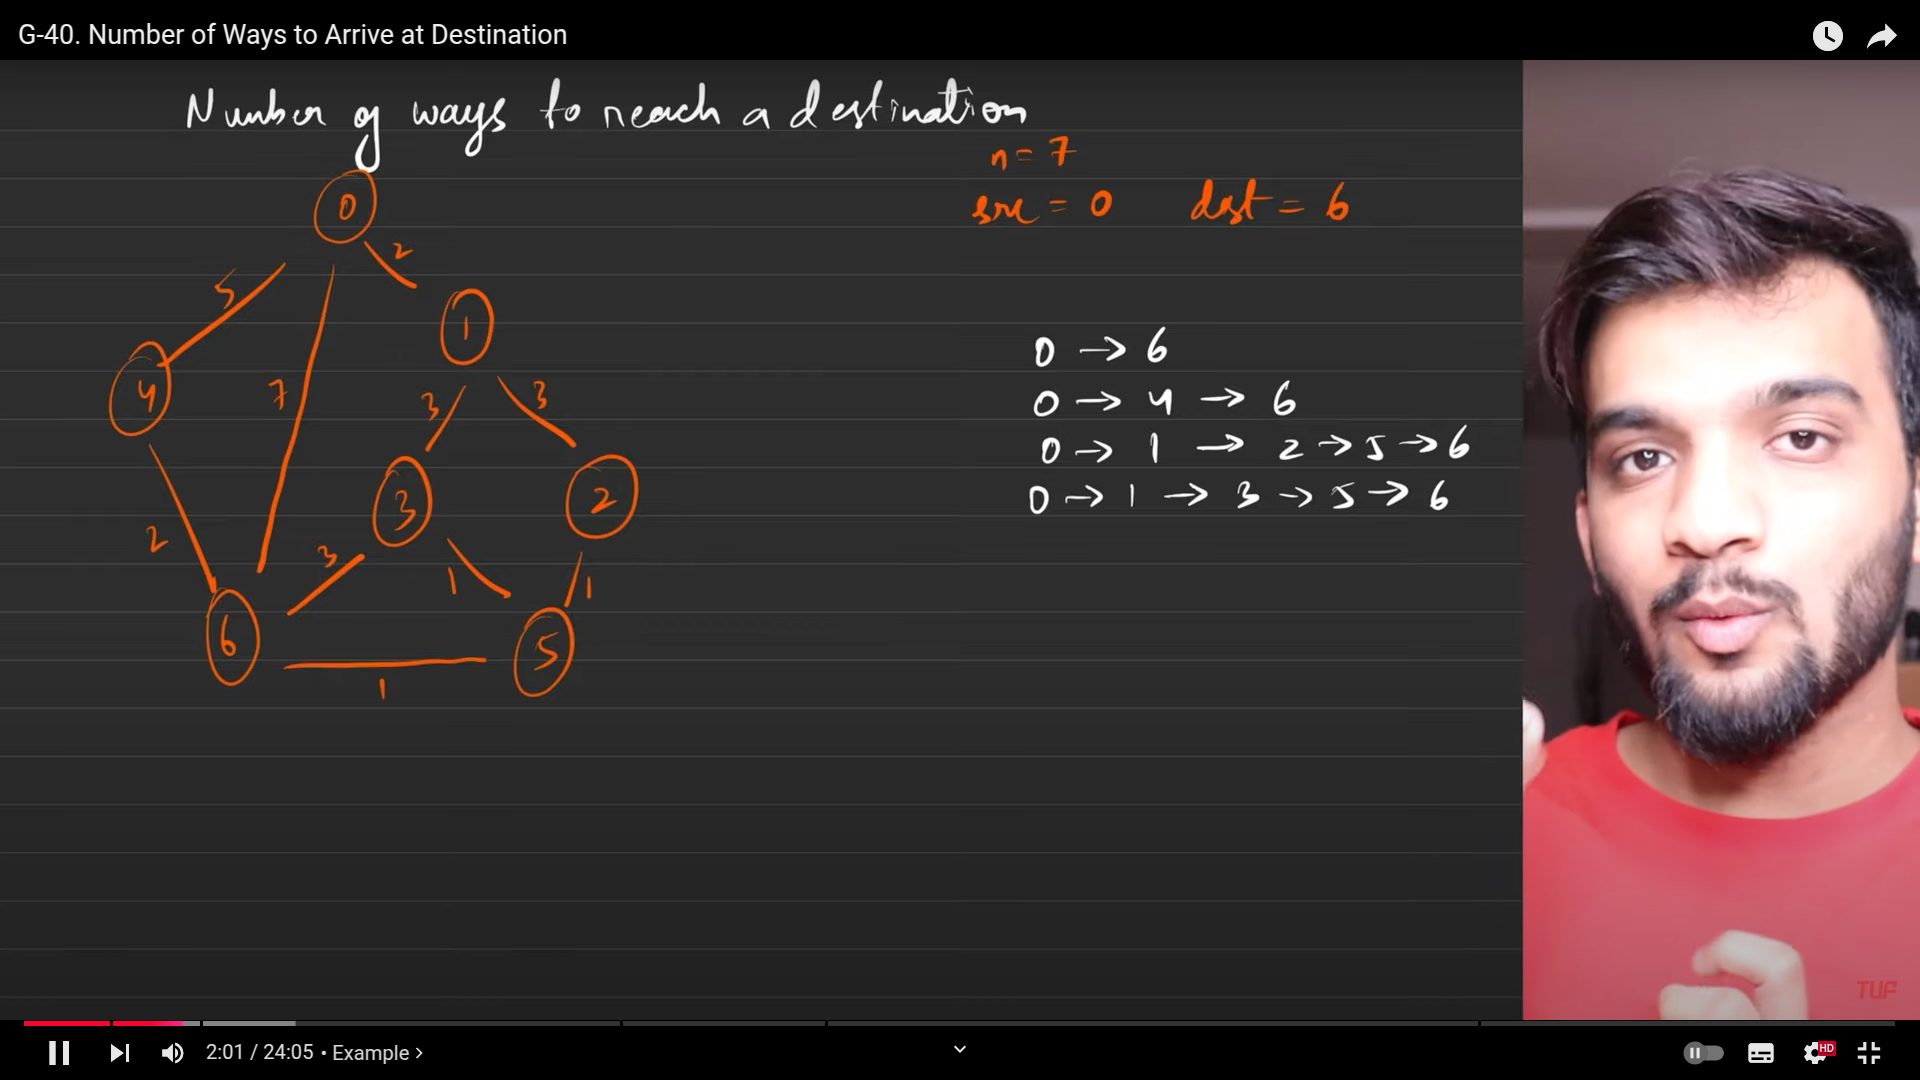 G-40. Number of Ways to Arrive at Destination
Number of ways to reach a destination
n = 7
src = 0 dest = 6
0
2
5
1
4
7
3
3
0 → 6
0 → 4 → 6
0 → 1 → 2 → 5 → 6
0 → 1 → 3 → 5 → 6
3
2
2
3
1
1
6
5
1
TUF
2:01 / 24:05 • Example >
HD